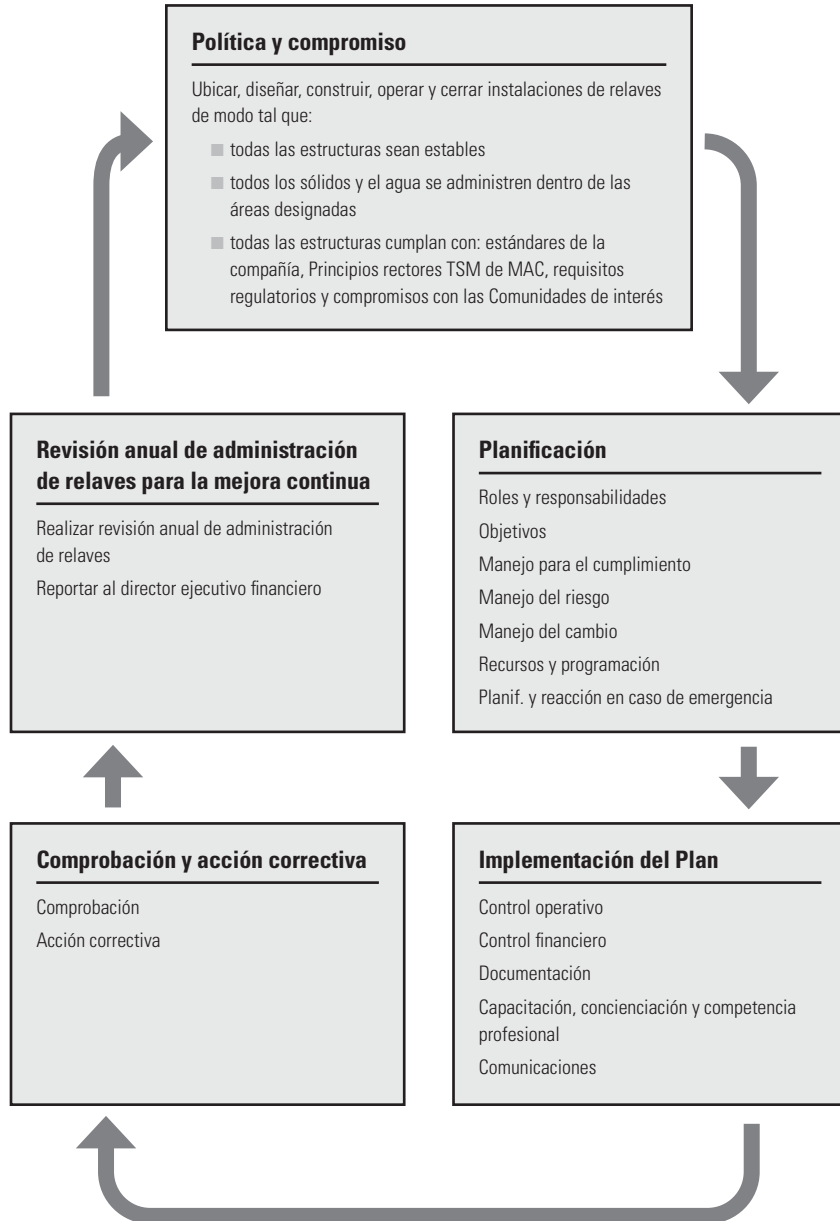 Política y compromiso
Ubicar, diseñar, construir, operar y cerrar instalaciones de relaves
de modo tal que:
todas las estructuras sean estables
todos los sólidos y el agua se administren dentro de las
áreas designadas
todas las estructuras cumplan con: estándares de la
compañía, Principios rectores TSM de MAC, requisitos
regulatorios y compromisos con las Comunidades de interés
Planificación
Roles y responsabilidades
Objetivos
Manejo para el cumplimiento
Manejo del riesgo
Manejo del cambio
Recursos y programación
Planif. y reacción en caso de emergencia
Implementación del Plan
Control operativo
Control financiero
Documentación
Capacitación, concienciación y competencia
profesional
Comunicaciones
Comprobación y acción correctiva
Comprobación
Acción correctiva
Revisión anual de administración
de relaves para la mejora continua
Realizar revisión anual de administración
de relaves
Reportar al director ejecutivo financiero